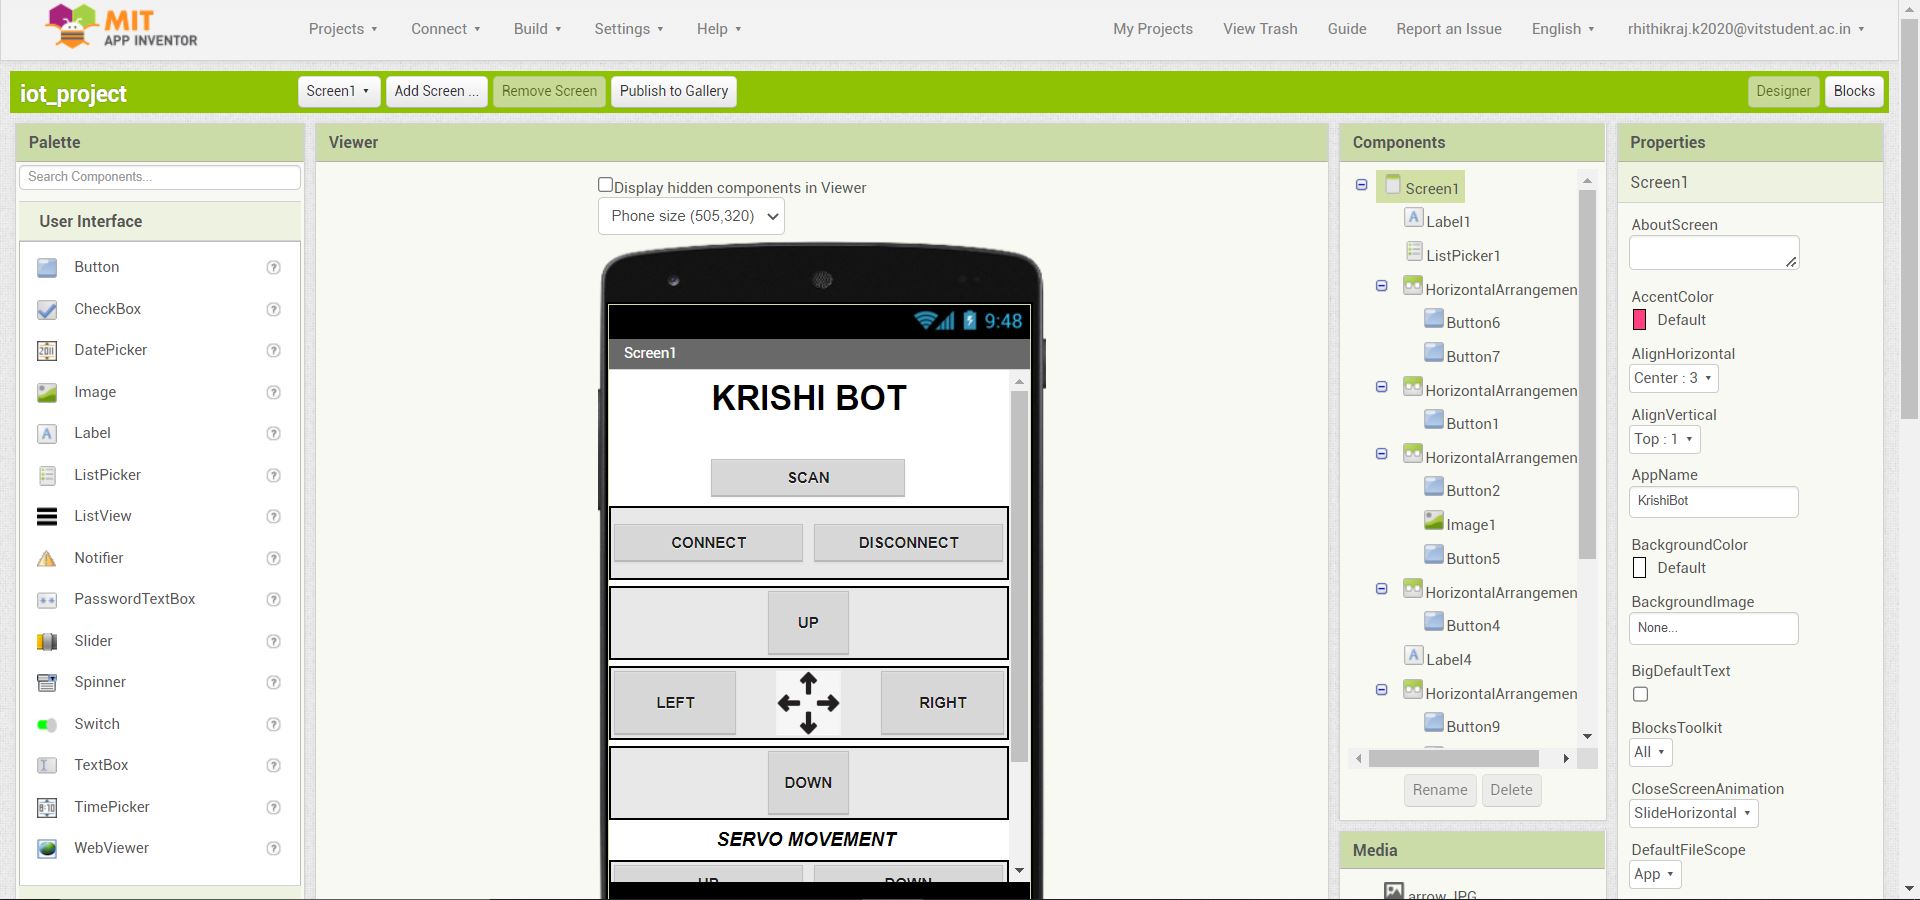 MIT
APP INVENTOR
Projects
Connect
Build
Settings
Help
My Projects
View Trash
Guide
Report an Issue
English
rhithikraj.k2020@vitstudent.ac.in
iot_project
Screen1
Add Screen ...
Remove Screen
Publish to Gallery
Designer
Blocks
Palette
Search Components...
User Interface
Button
CheckBox
DatePicker
Image
Label
ListPicker
ListView
Notifier
PasswordTextBox
Slider
Spinner
Switch
TextBox
TimePicker
WebViewer
Viewer
Display hidden components in Viewer
Phone size (505,320)
9:48
Screen1
KRISHI BOT
SCAN
CONNECT
DISCONNECT
UP
LEFT
RIGHT
DOWN
SERVO MOVEMENT
UP
DOWN
Components
Screen1
Label1
ListPicker1
HorizontalArrangemen
Button6
Button7
HorizontalArrangemen
Button1
HorizontalArrangemen
Button2
Image1
Button5
HorizontalArrangemen
Button4
Label4
HorizontalArrangemen
Button9
Rename
Delete
Media
arrow.JPG
Properties
Screen1
AboutScreen
AccentColor
Default
AlignHorizontal
Center : 3
AlignVertical
Top : 1
AppName
KrishiBot
BackgroundColor
Default
BackgroundImage
None...
BigDefaultText
BlocksToolkit
All
CloseScreenAnimation
SlideHorizontal
DefaultFileScope
App